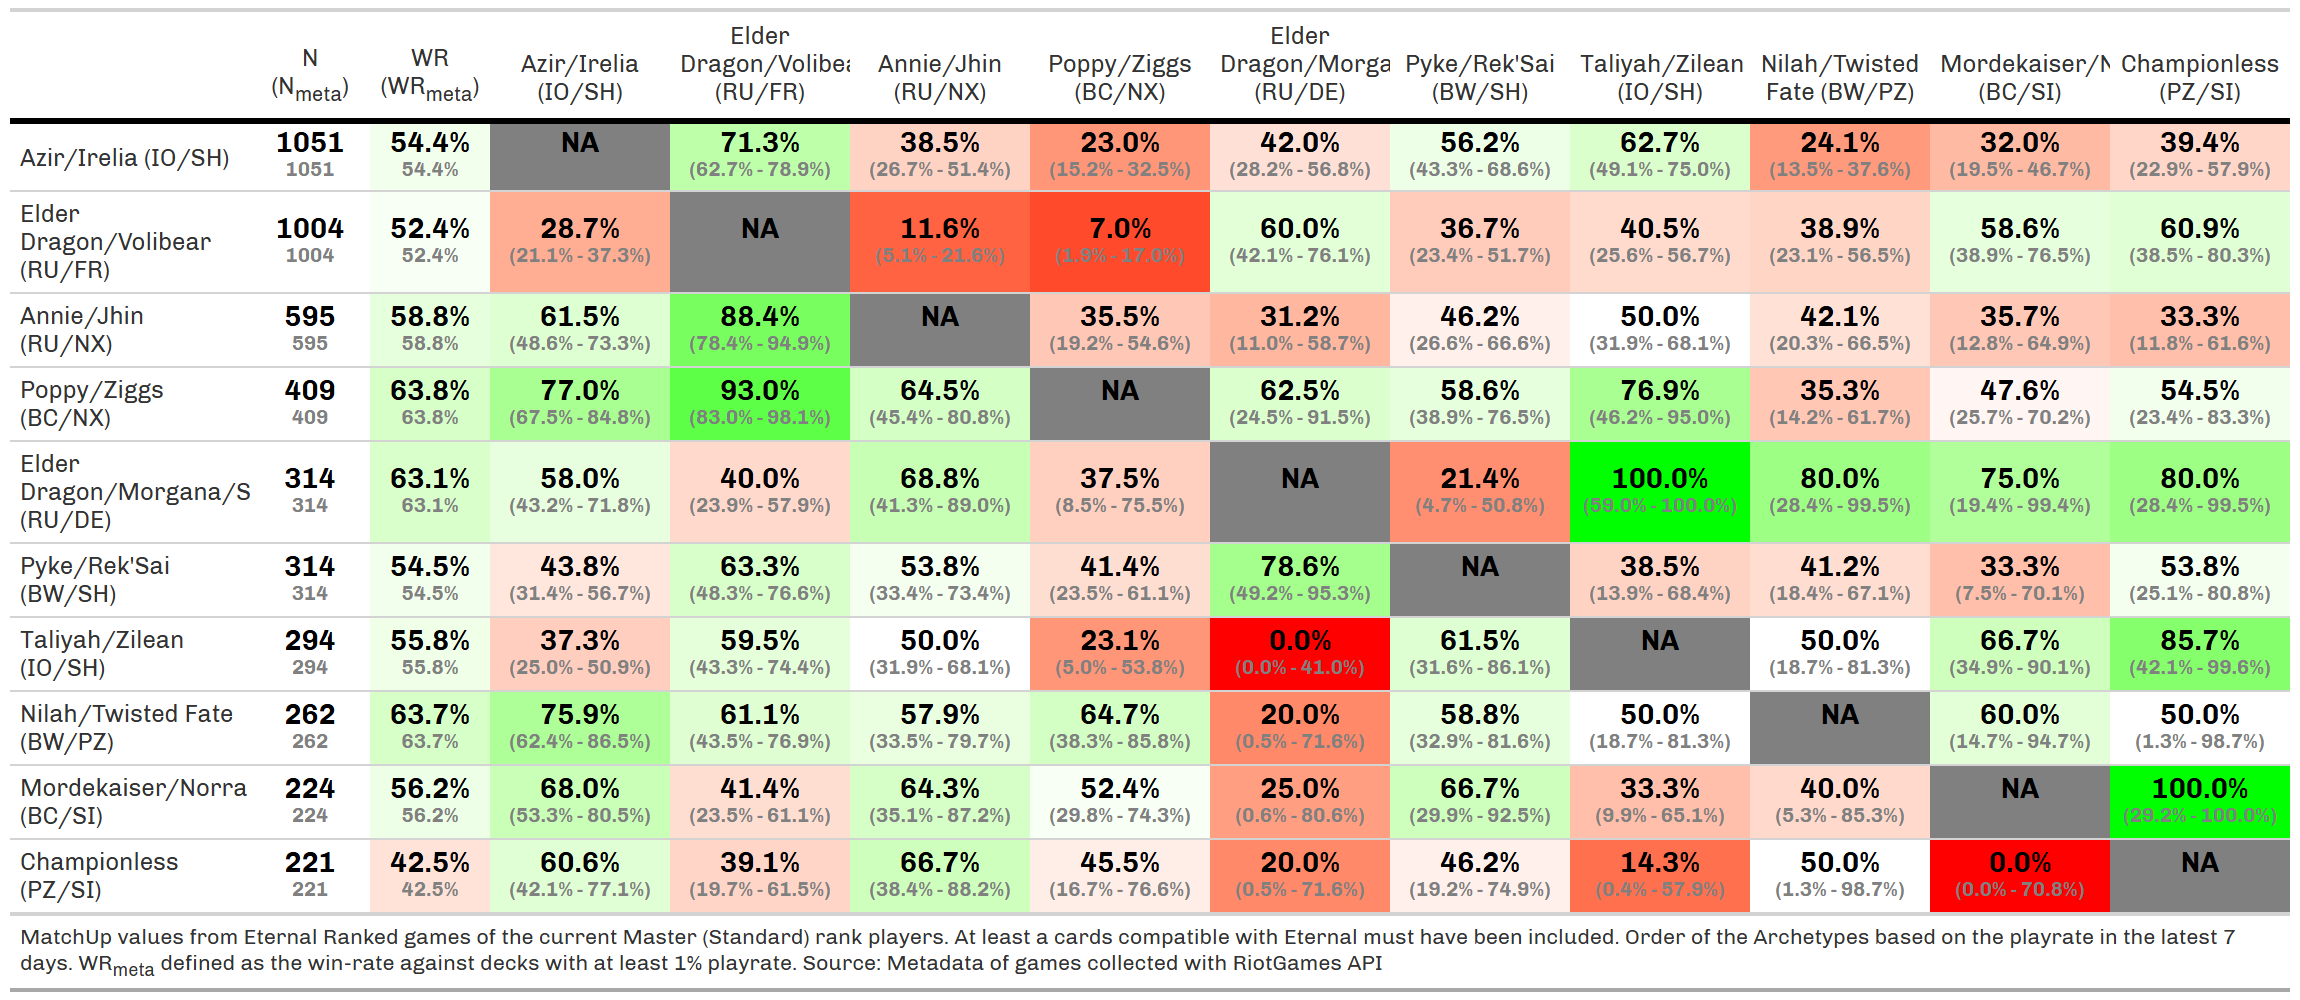 N (N_meta) WR (WR_meta) Azir/Irelia (IO/SH) Elder Dragon/Volibea (RU/FR) Annie/Jhin (RU/NX) Poppy/Ziggs (BC/NX) Elder Dragon/Morga (RU/DE) Pyke/Rek'Sai (BW/SH) Taliyah/Zilean (IO/SH) Nilah/Twisted Fate (BW/PZ) Mordekaiser/N (BC/SI) Championless (PZ/SI)
Azir/Irelia (IO/SH) 1051 54.4% NA 71.3% 38.5% 23.0% 42.0% 56.2% 62.7% 24.1% 32.0% 39.4%
1051 54.4% (62.7% - 78.9%) (26.7% - 51.4%) (15.2% - 32.5%) (28.2% - 56.8%) (43.3% - 68.6%) (49.1% - 75.0%) (13.5% - 37.6%) (19.5% - 46.7%) (22.9% - 57.9%)
Elder Dragon/Volibear (RU/FR) 1004 52.4% 28.7% NA 11.6% 7.0% 60.0% 36.7% 40.5% 38.9% 58.6% 60.9%
1004 52.4% (21.1% - 37.3%) (5.1% - 21.6%) (1.9% - 17.0%) (42.1% - 76.1%) (23.4% - 51.7%) (25.6% - 56.7%) (23.1% - 56.5%) (38.9% - 76.5%) (38.5% - 80.3%)
Annie/Jhin (RU/NX) 595 58.8% 61.5% 88.4% NA 35.5% 31.2% 46.2% 50.0% 42.1% 35.7% 33.3%
595 58.8% (48.6% - 73.3%) (78.4% - 94.9%) (19.2% - 54.6%) (11.0% - 58.7%) (26.6% - 66.6%) (31.9% - 68.1%) (20.3% - 66.5%) (12.8% - 64.9%) (11.8% - 61.6%)
Poppy/Ziggs (BC/NX) 409 63.8% 77.0% 93.0% 64.5% NA 62.5% 58.6% 76.9% 35.3% 47.6% 54.5%
409 63.8% (67.5% - 84.8%) (83.0% - 98.1%) (45.4% - 80.8%) (24.5% - 91.5%) (38.9% - 76.5%) (46.2% - 95.0%) (14.2% - 61.7%) (25.7% - 70.2%) (23.4% - 83.3%)
Elder Dragon/Morgana/S (RU/DE) 314 63.1% 58.0% 40.0% 68.8% 37.5% NA 21.4% 100.0% 80.0% 75.0% 80.0%
314 63.1% (43.2% - 71.8%) (23.9% - 57.9%) (41.3% - 89.0%) (8.5% - 75.5%) (4.7% - 50.8%) (59.0% - 100.0%) (28.4% - 99.5%) (19.4% - 99.4%) (28.4% - 99.5%)
Pyke/Rek'Sai (BW/SH) 314 54.5% 43.8% 63.3% 53.8% 41.4% 78.6% NA 38.5% 41.2% 33.3% 53.8%
314 54.5% (31.4% - 56.7%) (48.3% - 76.6%) (33.4% - 73.4%) (23.5% - 61.1%) (49.2% - 95.3%) (13.9% - 68.4%) (18.4% - 67.1%) (7.5% - 70.1%) (25.1% - 80.8%)
Taliyah/Zilean (IO/SH) 294 55.8% 37.3% 59.5% 50.0% 23.1% 0.0% 61.5% NA 50.0% 66.7% 85.7%
294 55.8% (25.0% - 50.9%) (43.3% - 74.4%) (31.9% - 68.1%) (5.0% - 53.8%) (0.0% - 41.0%) (31.6% - 86.1%) (18.7% - 81.3%) (34.9% - 90.1%) (42.1% - 99.6%)
Nilah/Twisted Fate (BW/PZ) 262 63.7% 75.9% 61.1% 57.9% 64.7% 20.0% 58.8% 50.0% NA 60.0% 50.0%
262 63.7% (62.4% - 86.5%) (43.5% - 76.9%) (33.5% - 79.7%) (38.3% - 85.8%) (0.5% - 71.6%) (32.9% - 81.6%) (18.7% - 81.3%) (14.7% - 94.7%) (1.3% - 98.7%)
Mordekaiser/Norra (BC/SI) 224 56.2% 68.0% 41.4% 64.3% 52.4% 25.0% 66.7% 33.3% 40.0% NA 100.0%
224 56.2% (53.3% - 80.5%) (23.5% - 61.1%) (35.1% - 87.2%) (29.8% - 74.3%) (0.6% - 80.6%) (29.9% - 92.5%) (9.9% - 65.1%) (5.3% - 85.3%) (29.2% - 100.0%)
Championless (PZ/SI) 221 42.5% 60.6% 39.1% 66.7% 45.5% 20.0% 46.2% 14.3% 50.0% 0.0% NA
221 42.5% (42.1% - 77.1%) (19.7% - 61.5%) (38.4% - 88.2%) (16.7% - 76.6%) (0.5% - 71.6%) (19.2% - 74.9%) (0.4% - 57.9%) (1.3% - 98.7%) (0.0% - 70.8%)
MatchUp values from Eternal Ranked games of the current Master (Standard) rank players. At least a cards compatible with Eternal must have been included. Order of the Archetypes based on the playrate in the latest 7
days. WR_meta defined as the win-rate against decks with at least 1% playrate. Source: Metadata of games collected with RiotGames API